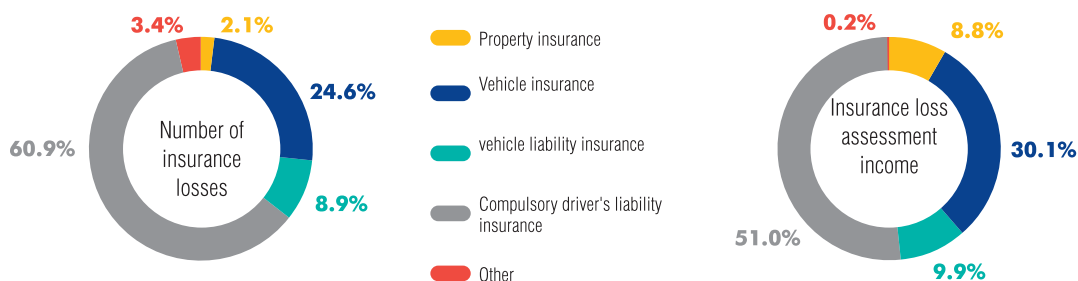 3.4%
2.1%
24.6%
60.9%
8.9%
Number of
insurance
losses
Property insurance
Vehicle insurance
vehicle liability insurance
Compulsory driver's liability
insurance
Other
0.2%
8.8%
30.1%
51.0%
9.9%
Insurance loss
assessment
income